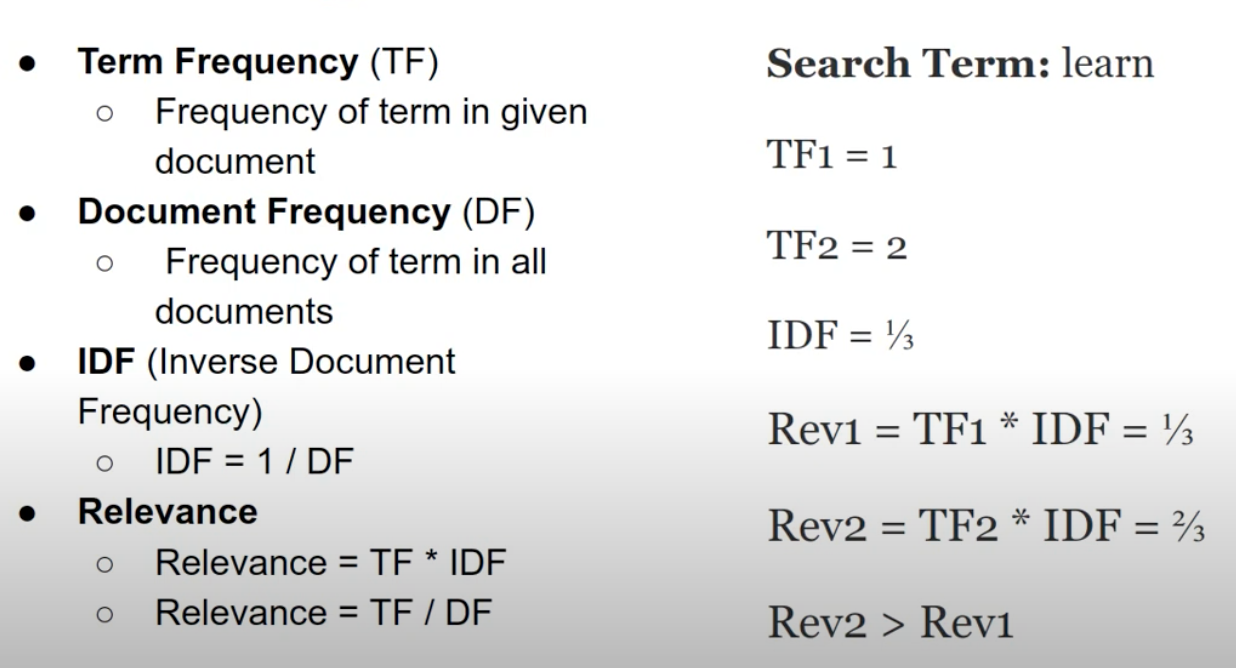 ● Term Frequency (TF)
○ Frequency of term in given
document
● Document Frequency (DF)
○ Frequency of term in all
documents
● IDF (Inverse Document
Frequency)
○ IDF = 1 / DF
● Relevance
○ Relevance = TF * IDF
○ Relevance = TF / DF
Search Term: learn
TF1 = 1
TF2 = 2
IDF = ⅓
Rev1 = TF1 * IDF = ⅓
Rev2 = TF2 * IDF = ⅔
Rev2 > Rev1